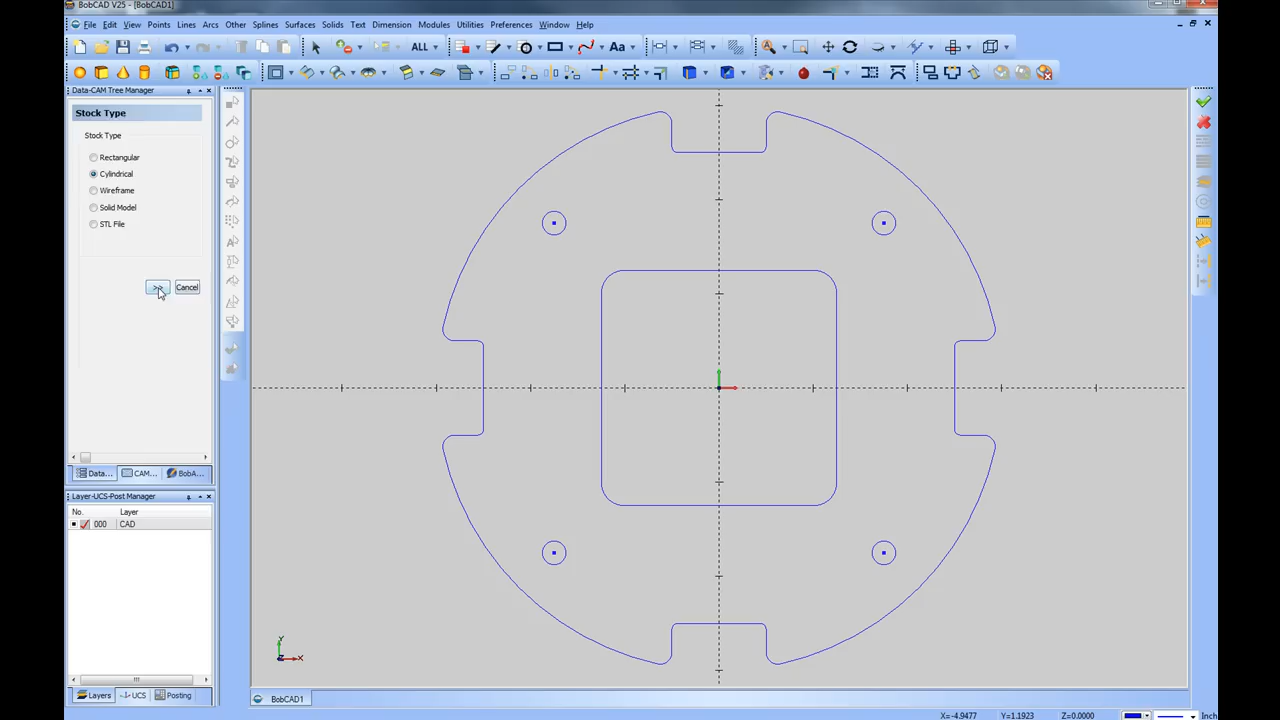 BobCAD V25 - [BobCAD1]
File Edit View Points Lines Arcs Other Splines Surfaces Solids Text Dimension Modules Utilities Preferences Window Help
ALL Aa
Data-CAM Tree Manager
Stock Type
Stock Type
Rectangular
Cylindrical
Wireframe
Solid Model
STL File
>> Cancel
Data... CAM... BobA...
Layer-UCS-Post Manager
No. Layer
000 CAD
Layers UCS Posting
Y
Z X
BobCAD1
X=-4.9477 Y=1.1923 Z=0.0000 Inch